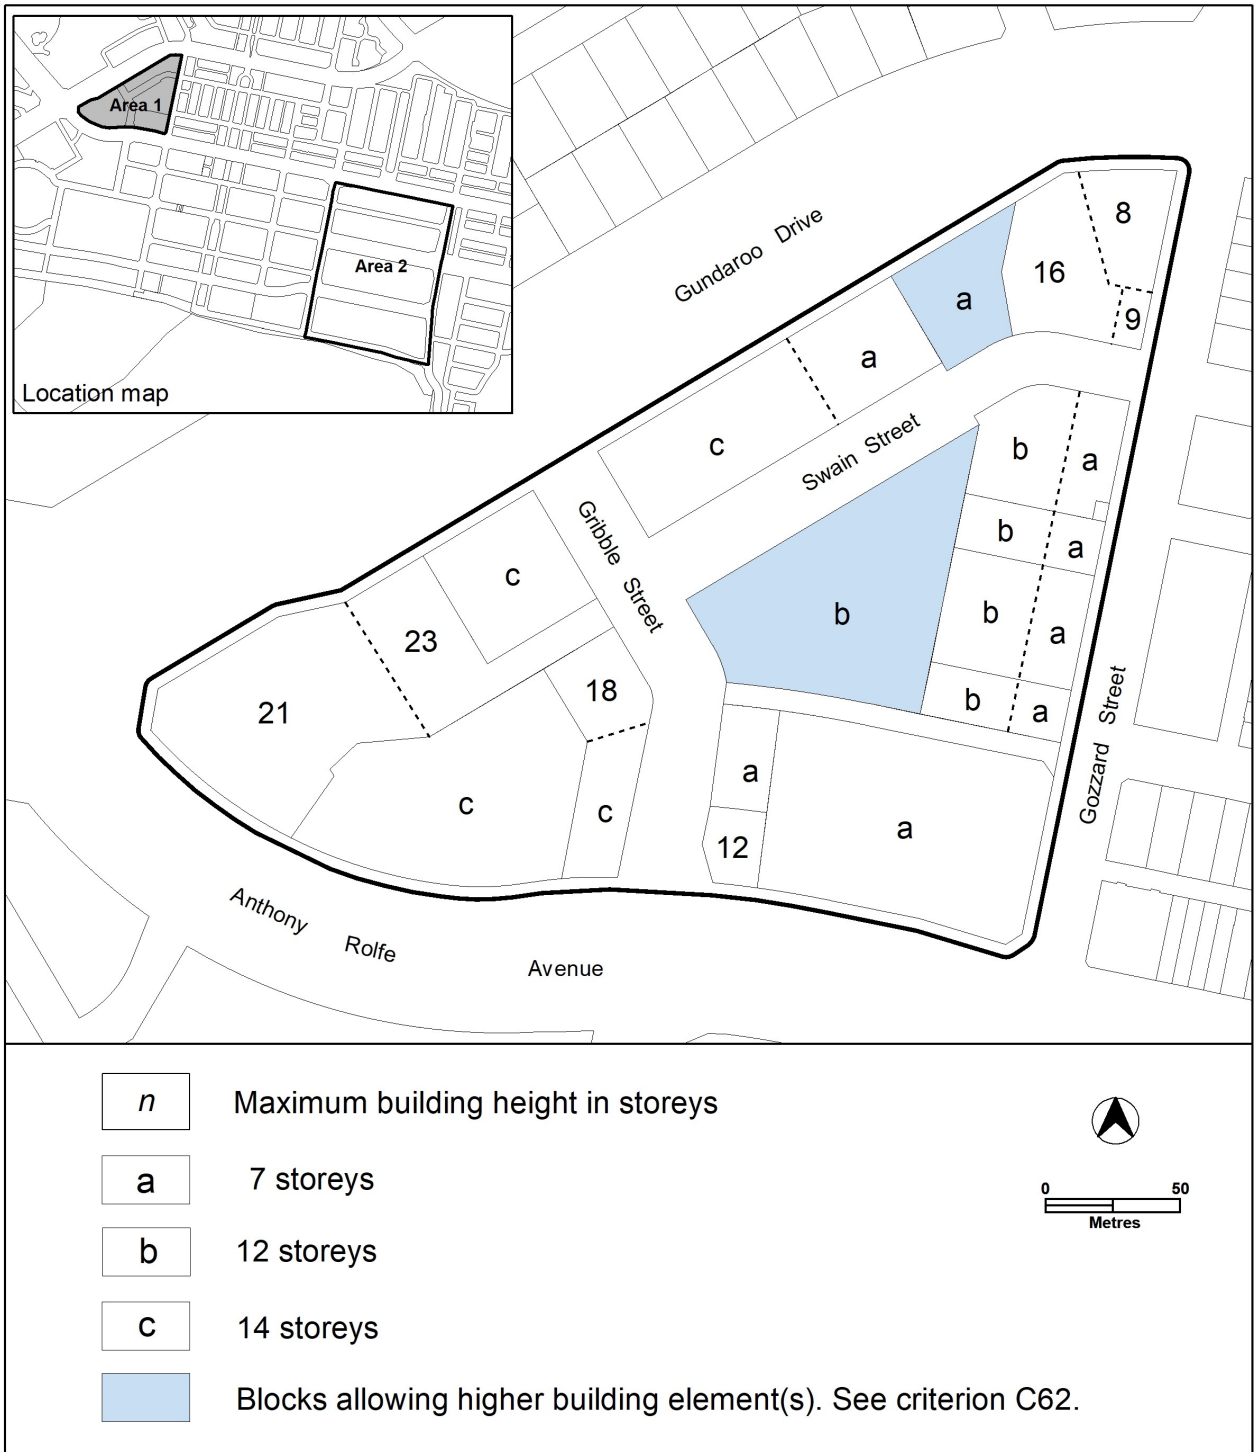 Area 1
Area 2
Location map
Gundaroo Drive
8
16
9
a
a
c
Swain Street
b
a
b
a
b
a
b
a
b
Gribble Street
c
23
21
18
c
c
a
12
a
Gozzard Street
Anthony Rolfe Avenue
n Maximum building height in storeys
a 7 storeys
b 12 storeys
c 14 storeys
Blocks allowing higher building element(s). See criterion C62.
0 50
Metres